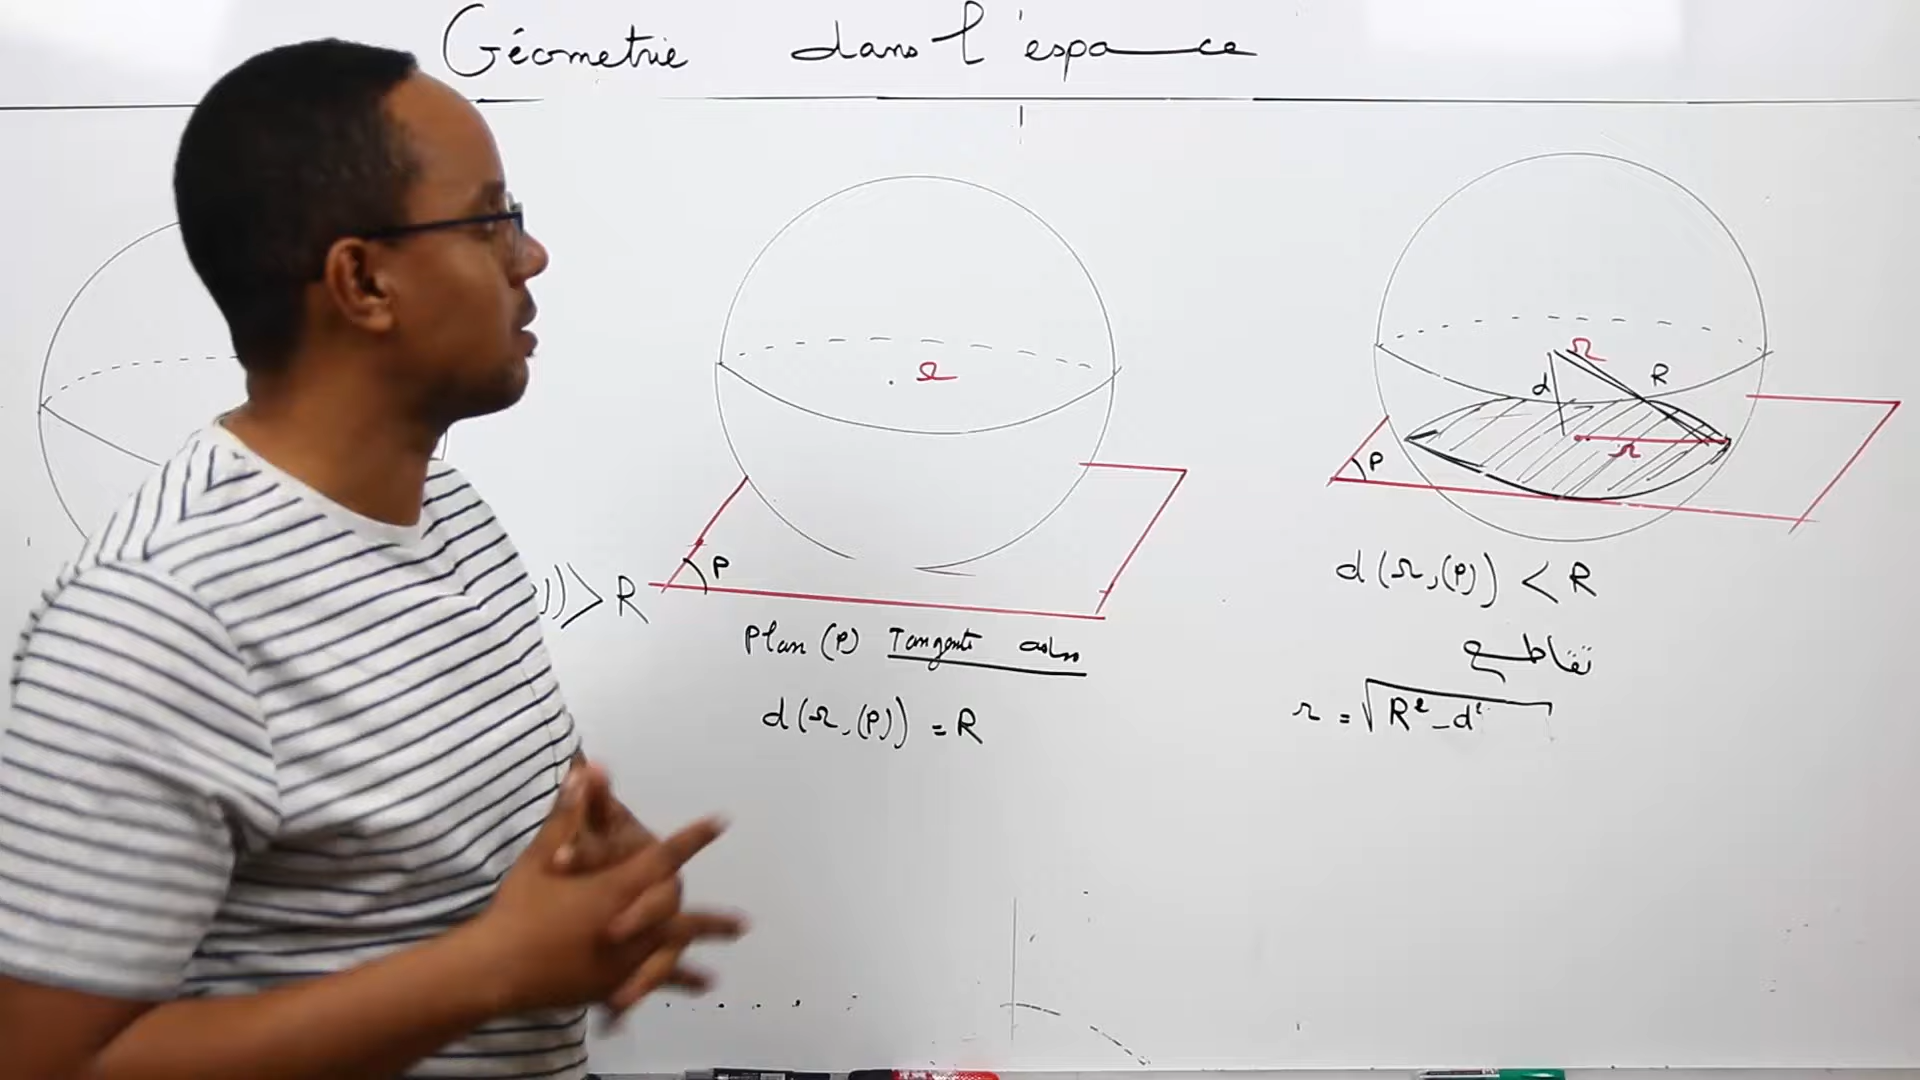 Géometrie dans l'espace
Ω
P
Plan (P) Tangente
d(Ω,(P)) = R
)) > R
Ω
d
R
r
P
d(Ω,(P)) < R
تقاطع
r = √R² - d²